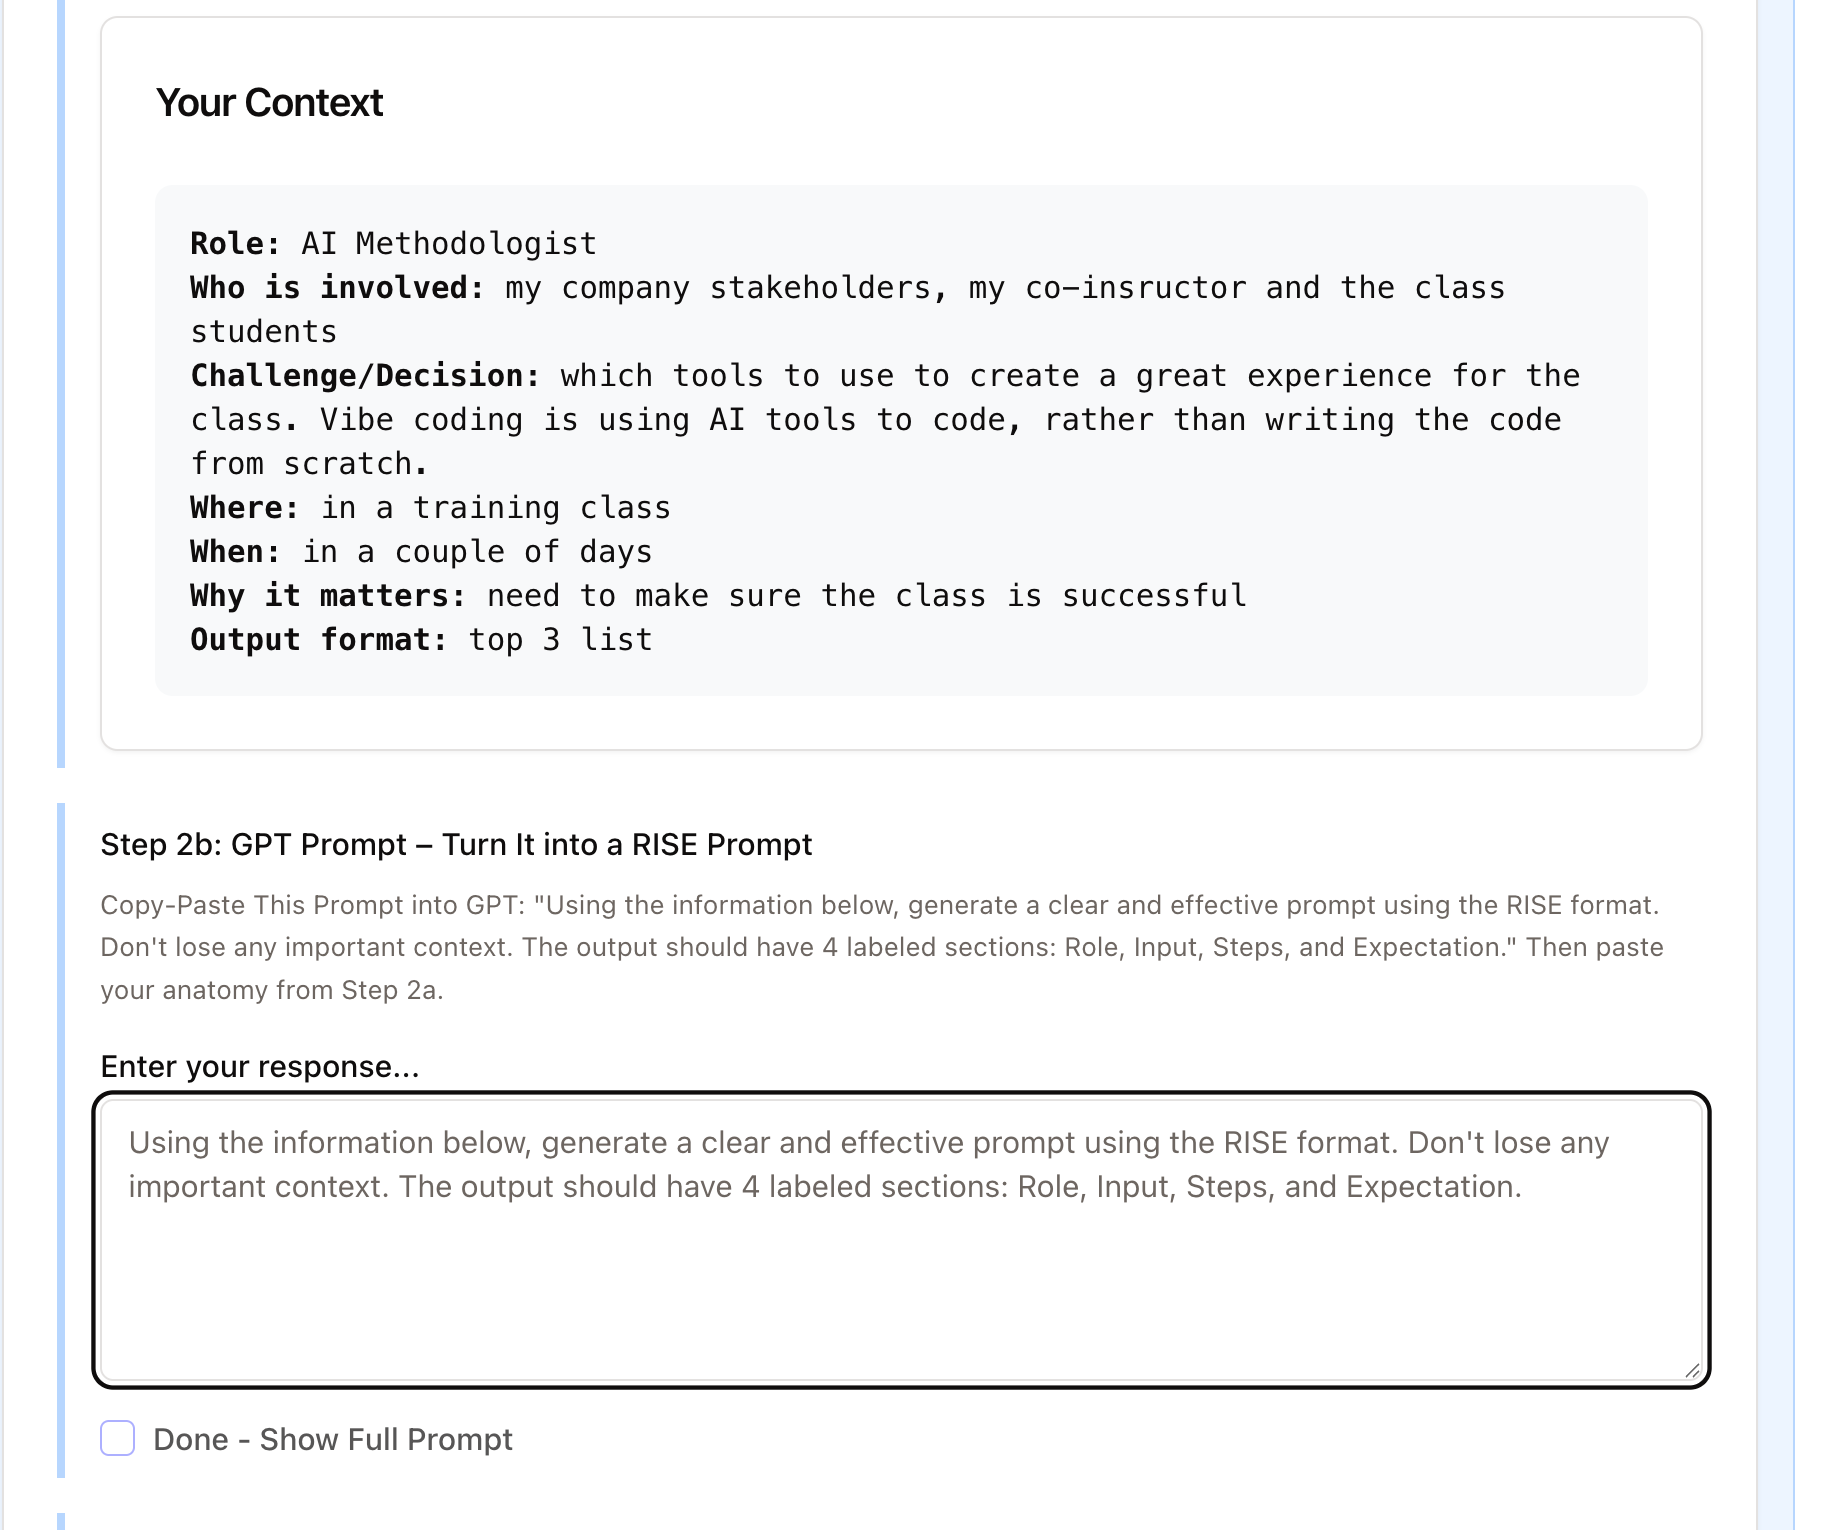 Your Context
Role: AI Methodologist
Who is involved: my company stakeholders, my co-insructor and the class
students
Challenge/Decision: which tools to use to create a great experience for the
class. Vibe coding is using AI tools to code, rather than writing the code
from scratch.
Where: in a training class
When: in a couple of days
Why it matters: need to make sure the class is successful
Output format: top 3 list
Step 2b: GPT Prompt – Turn It into a RISE Prompt
Copy-Paste This Prompt into GPT: "Using the information below, generate a clear and effective prompt using the RISE format.
Don't lose any important context. The output should have 4 labeled sections: Role, Input, Steps, and Expectation." Then paste
your anatomy from Step 2a.
Enter your response...
Using the information below, generate a clear and effective prompt using the RISE format. Don't lose any
important context. The output should have 4 labeled sections: Role, Input, Steps, and Expectation.
Done - Show Full Prompt